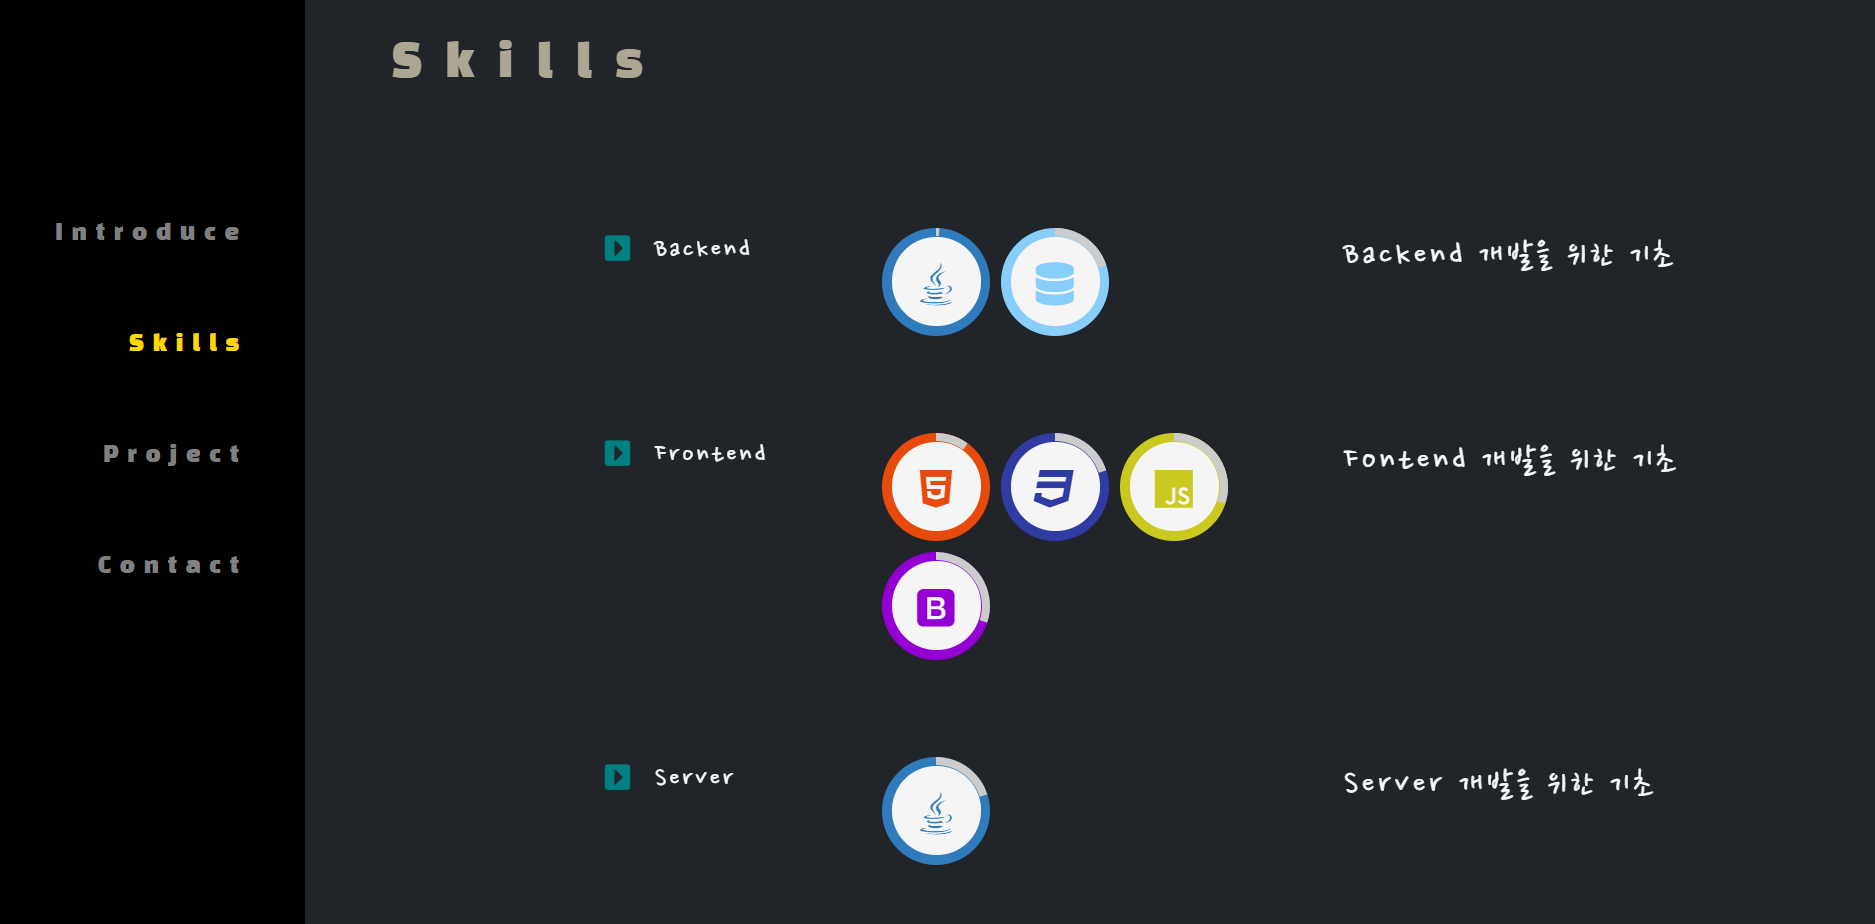 Skills
Introduce
Skills
Project
Contact
Backend
Backend 개발을 위한 기초
Frontend
JS
Fontend 개발을 위한 기초
B
Server
Server 개발을 위한 기초